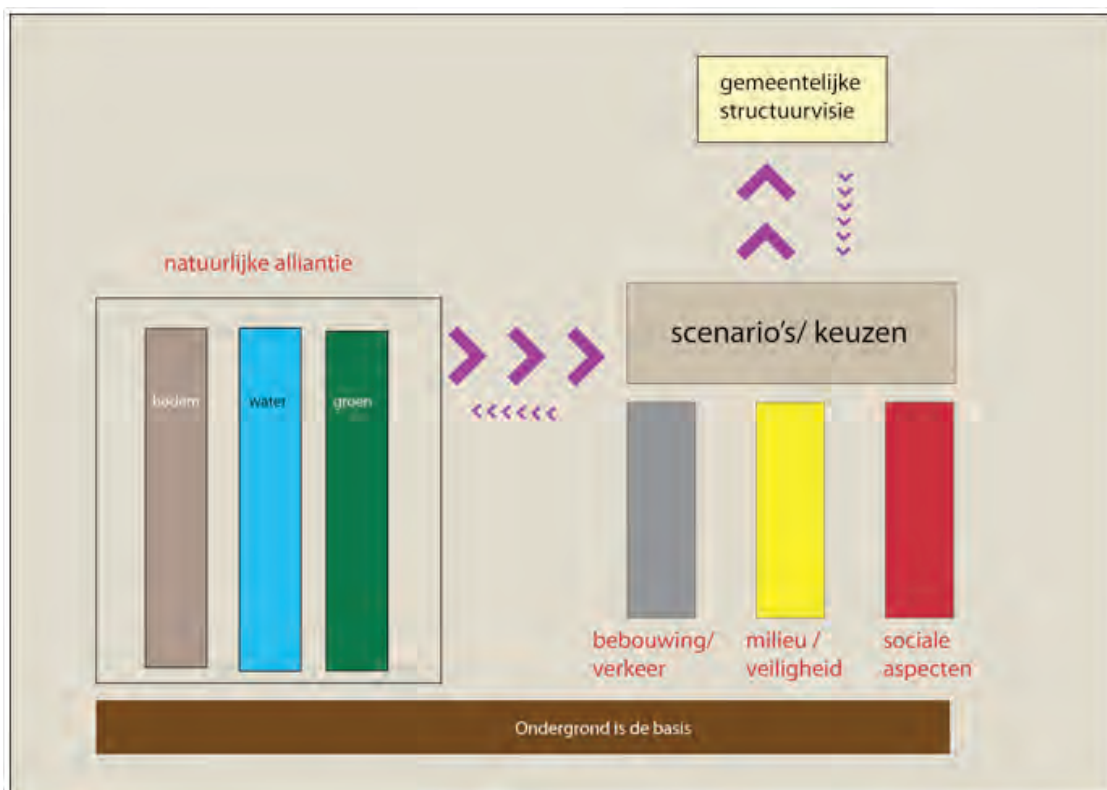 gemeentelijke
structuurvisie
natuurlijke alliantie
scenario's/ keuzen
bodem
water
groen
bebouwing/
verkeer
milieu /
veiligheid
sociale
aspecten
Ondergrond is de basis